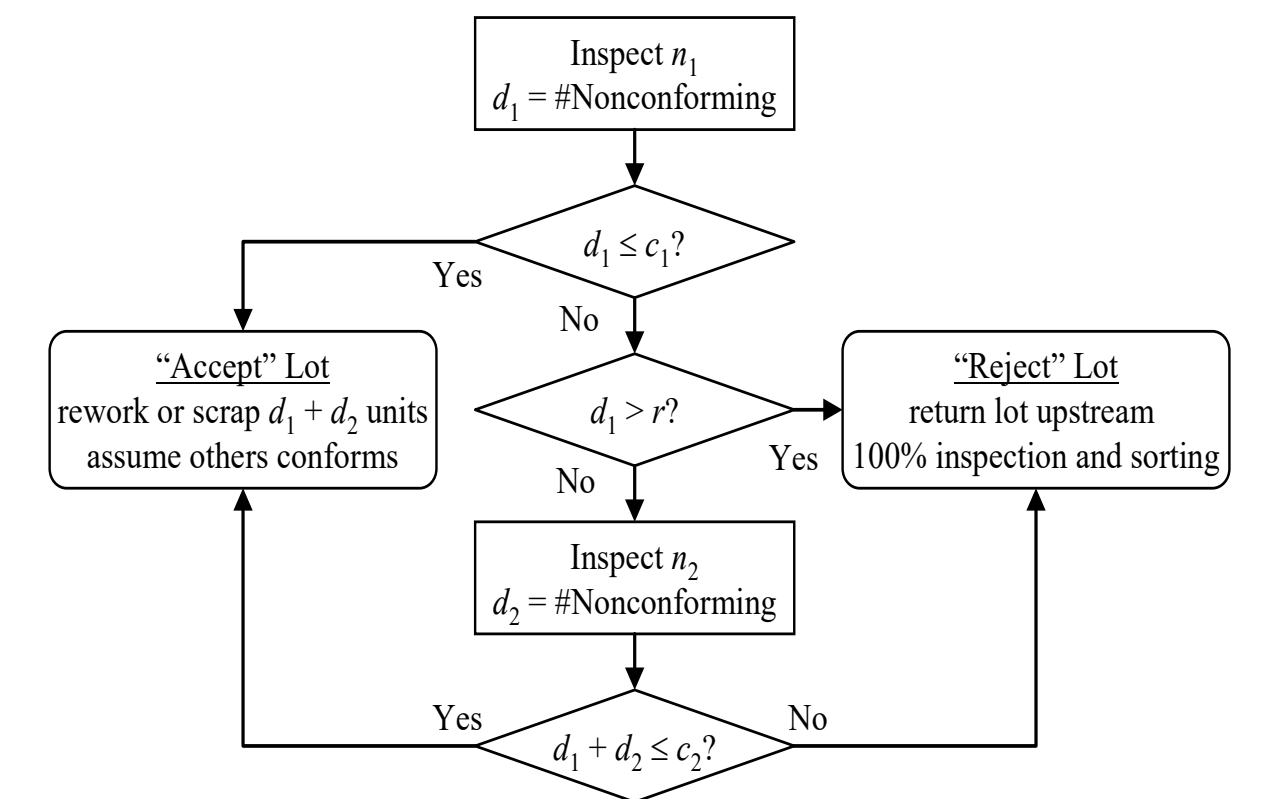 Inspect n₁
d₁ = #Nonconforming
d₁ ≤ c₁?
Yes
No
“Accept” Lot
rework or scrap d₁ + d₂ units
assume others conforms
d₁ > r?
Yes
“Reject” Lot
return lot upstream
100% inspection and sorting
No
Inspect n₂
d₂ = #Nonconforming
Yes
d₁ + d₂ ≤ c₂?
No